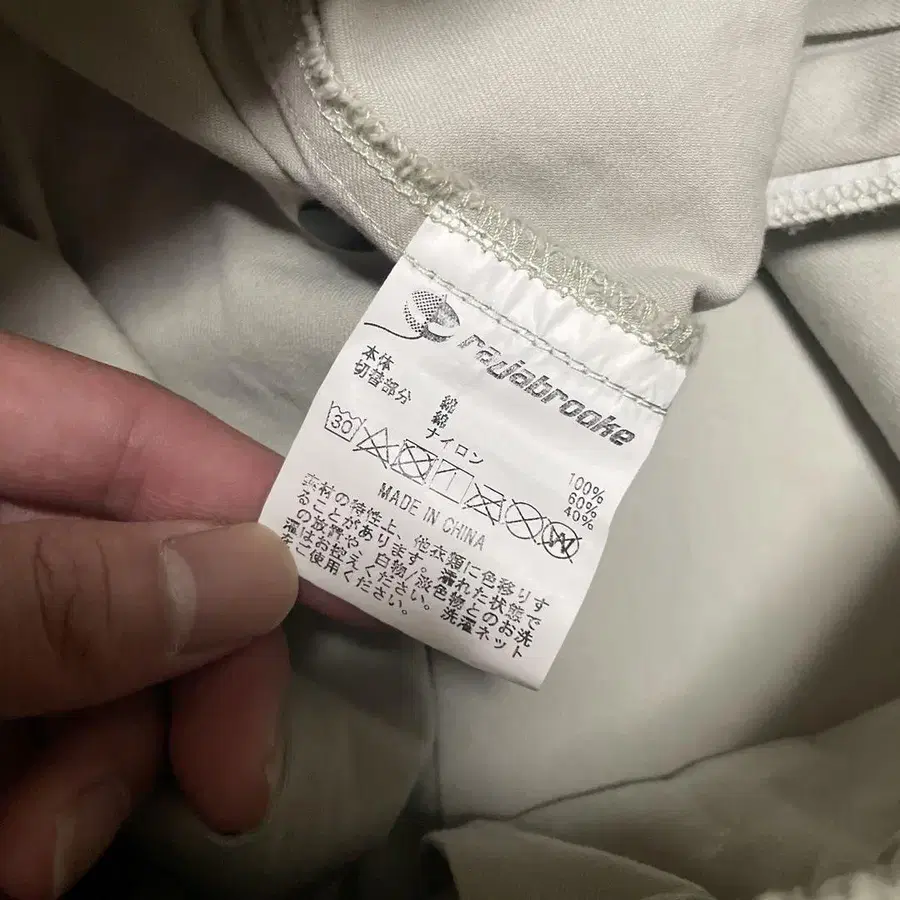 rajabrooke
本体 綿 100%
切替部分 綿 60%
ナイロン 40%
30
W
MADE IN CHINA
素材の特性上、他衣類に色移りす
ることがあります。濡れた状態で
の放置や、白物/淡色物とのお洗
濯はお控えください。洗濯ネット
をご使用ください。